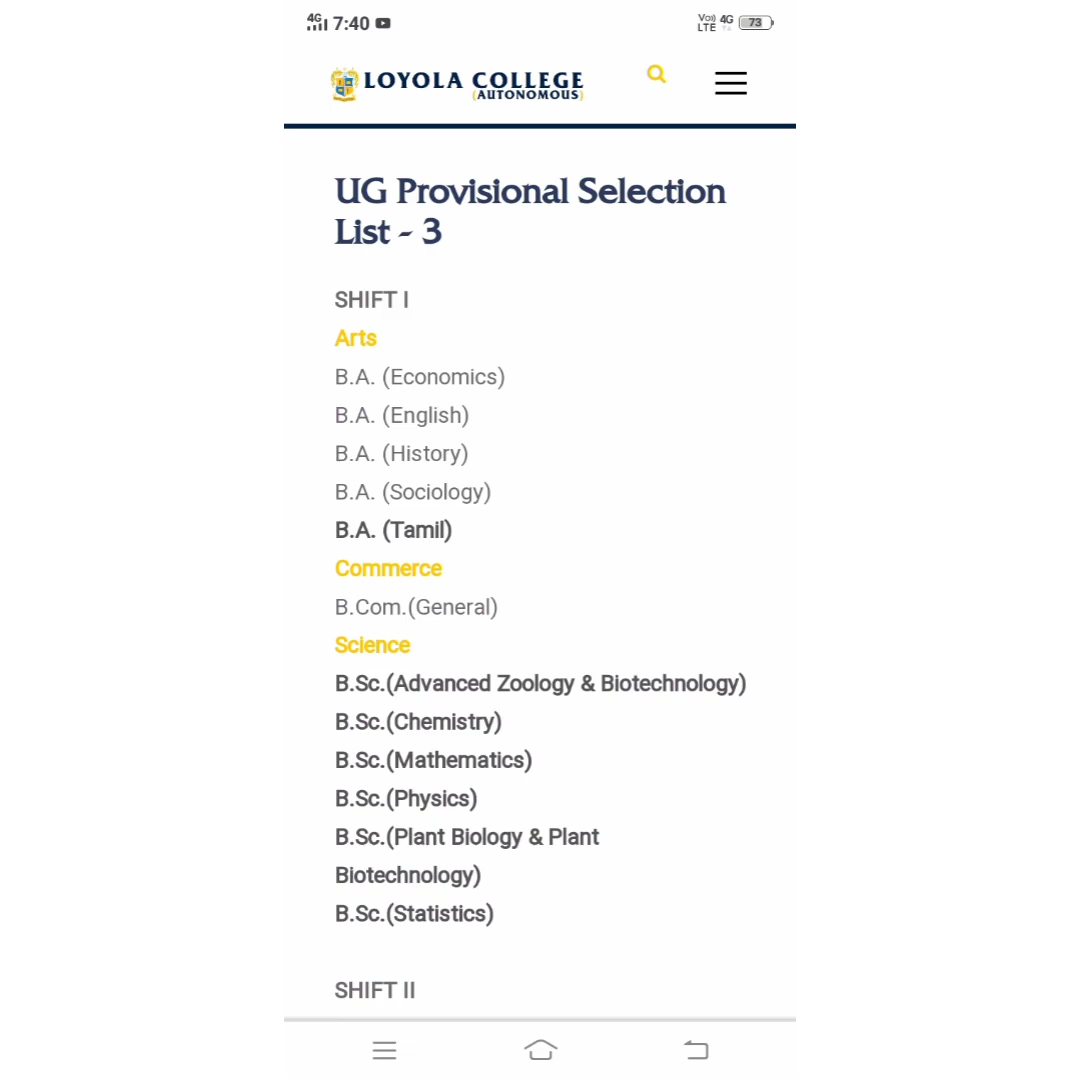 4G 7:40
Vo)) 4G 73
LTE
LOYOLA COLLEGE
(AUTONOMOUS)
UG Provisional Selection
List - 3
SHIFT I
Arts
B.A. (Economics)
B.A. (English)
B.A. (History)
B.A. (Sociology)
B.A. (Tamil)
Commerce
B.Com.(General)
Science
B.Sc.(Advanced Zoology & Biotechnology)
B.Sc.(Chemistry)
B.Sc.(Mathematics)
B.Sc.(Physics)
B.Sc.(Plant Biology & Plant
Biotechnology)
B.Sc.(Statistics)
SHIFT II